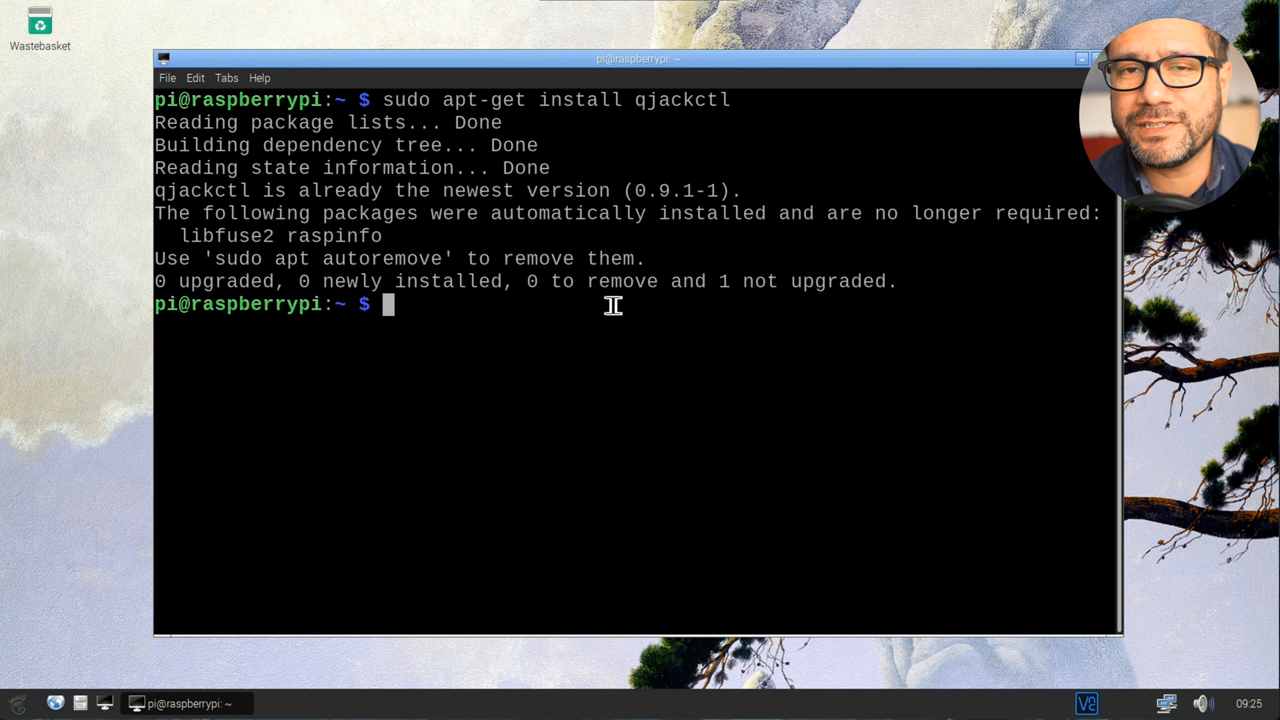 Wastebasket
pi@raspberrypi: ~
File Edit Tabs Help
pi@raspberrypi:~ $ sudo apt-get install qjackctl
Reading package lists... Done
Building dependency tree... Done
Reading state information... Done
qjackctl is already the newest version (0.9.1-1).
The following packages were automatically installed and are no longer required:
  libfuse2 raspinfo
Use 'sudo apt autoremove' to remove them.
0 upgraded, 0 newly installed, 0 to remove and 1 not upgraded.
pi@raspberrypi:~ $
pi@raspberrypi: ~
09:25